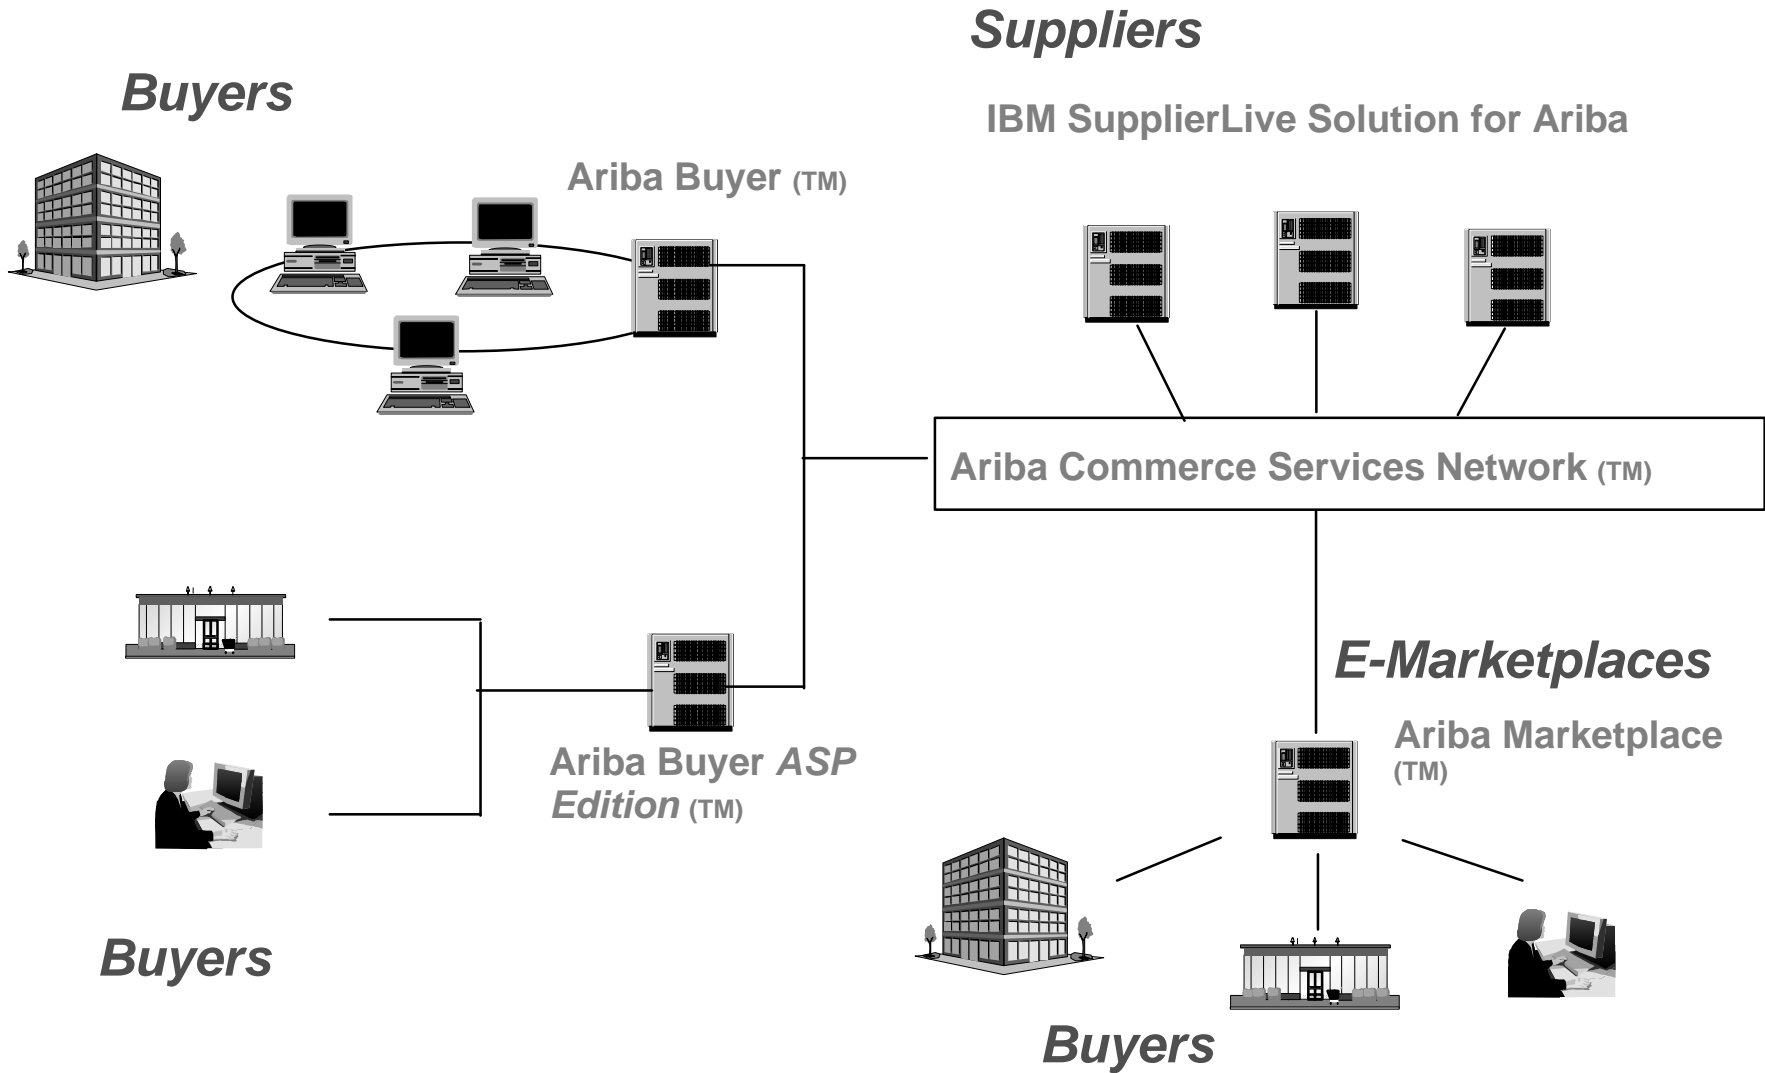 Suppliers
Buyers
IBM SupplierLive Solution for Ariba
Ariba Buyer (TM)
Ariba Commerce Services Network (TM)
E-Marketplaces
Ariba Marketplace
(TM)
Ariba Buyer ASP
Edition (TM)
Buyers
Buyers